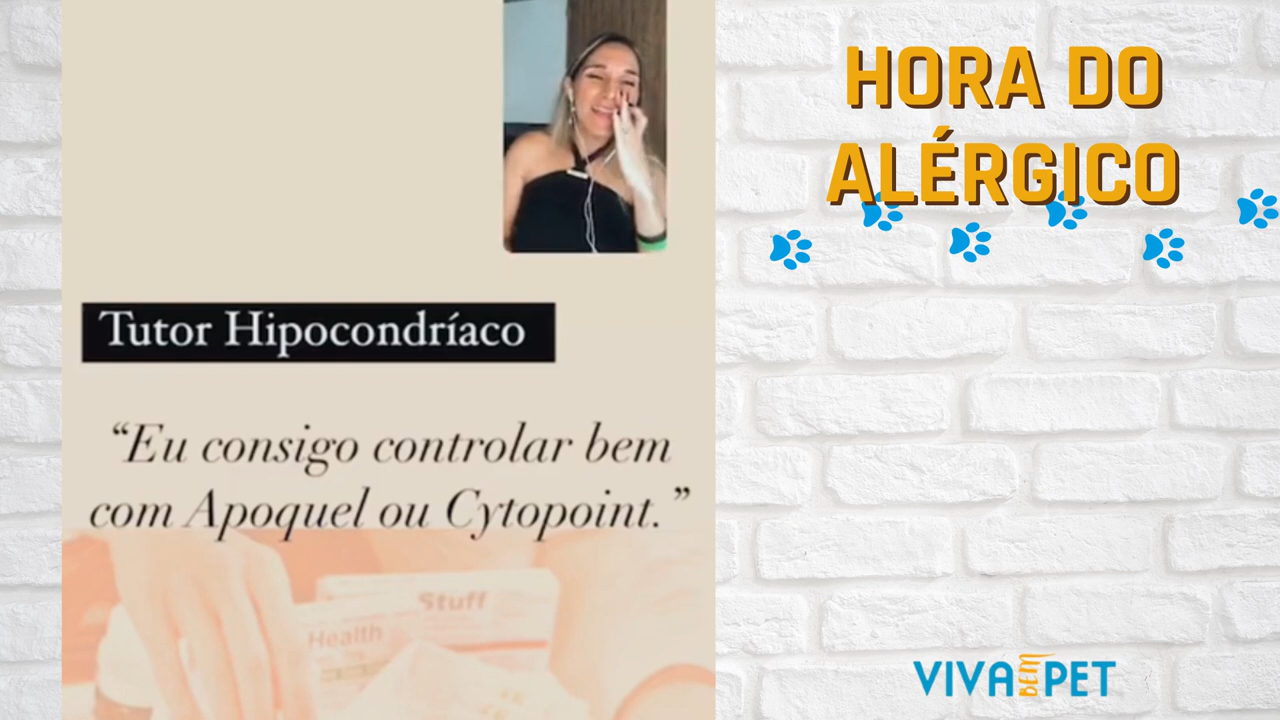 HORA DO
ALÉRGICO
Tutor Hipocondríaco
“Eu consigo controlar bem
com Apoquel ou Cytopoint.”
Stuff
Health
VIVA BEM PET